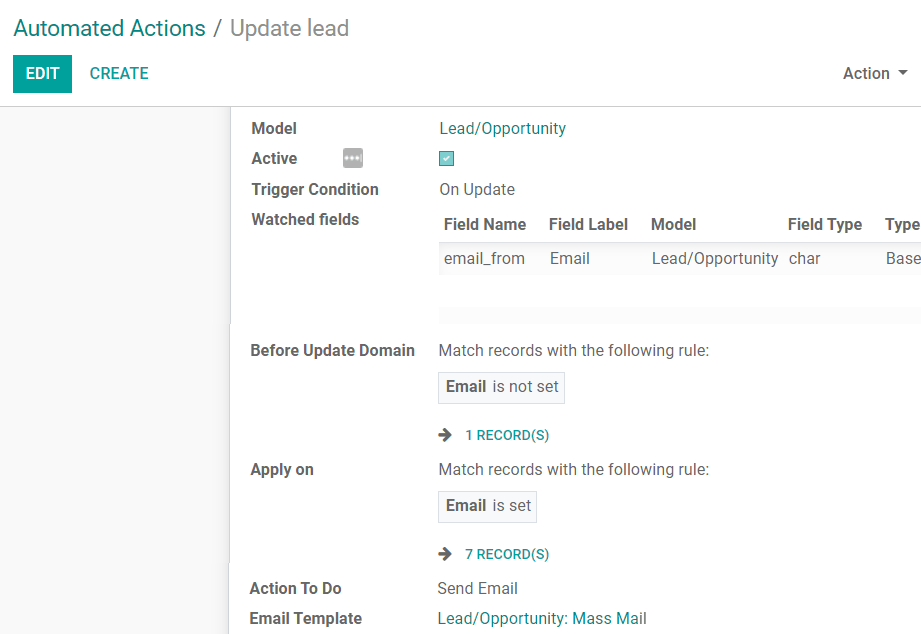 Automated Actions / Update lead
EDIT CREATE Action
Model Lead/Opportunity
Active
Trigger Condition On Update
Watched fields
Field Name Field Label Model Field Type Type
email_from Email Lead/Opportunity char Base
Before Update Domain Match records with the following rule:
Email is not set
1 RECORD(S)
Apply on Match records with the following rule:
Email is set
7 RECORD(S)
Action To Do Send Email
Email Template Lead/Opportunity: Mass Mail